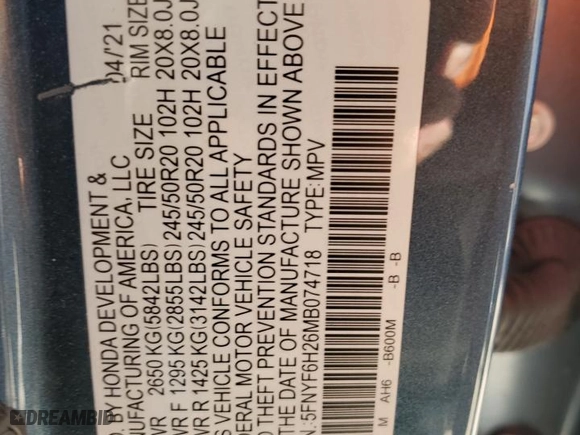 D. BY HONDA DEVELOPMENT & 04/21
NUFACTURING OF AMERICA, LLC
WR 2650 KG(5842LBS) TIRE SIZE RIM SIZE
WR F 1295 KG(2855LBS)245/50R20 102H 20X8.0J
WR R 1425 KG(3142LBS)245/50R20 102H 20X8.0J
S VEHICLE CONFORMS TO ALL APPLICABLE
DERAL MOTOR VEHICLE SAFETY
D THEFT PREVENTION STANDARDS IN EFFECT
THE DATE OF MANUFACTURE SHOWN ABOVE
N:5FNYF6H26MB074718 TYPE:MPV
M AH6 -B600M -B -B
DREAMBID